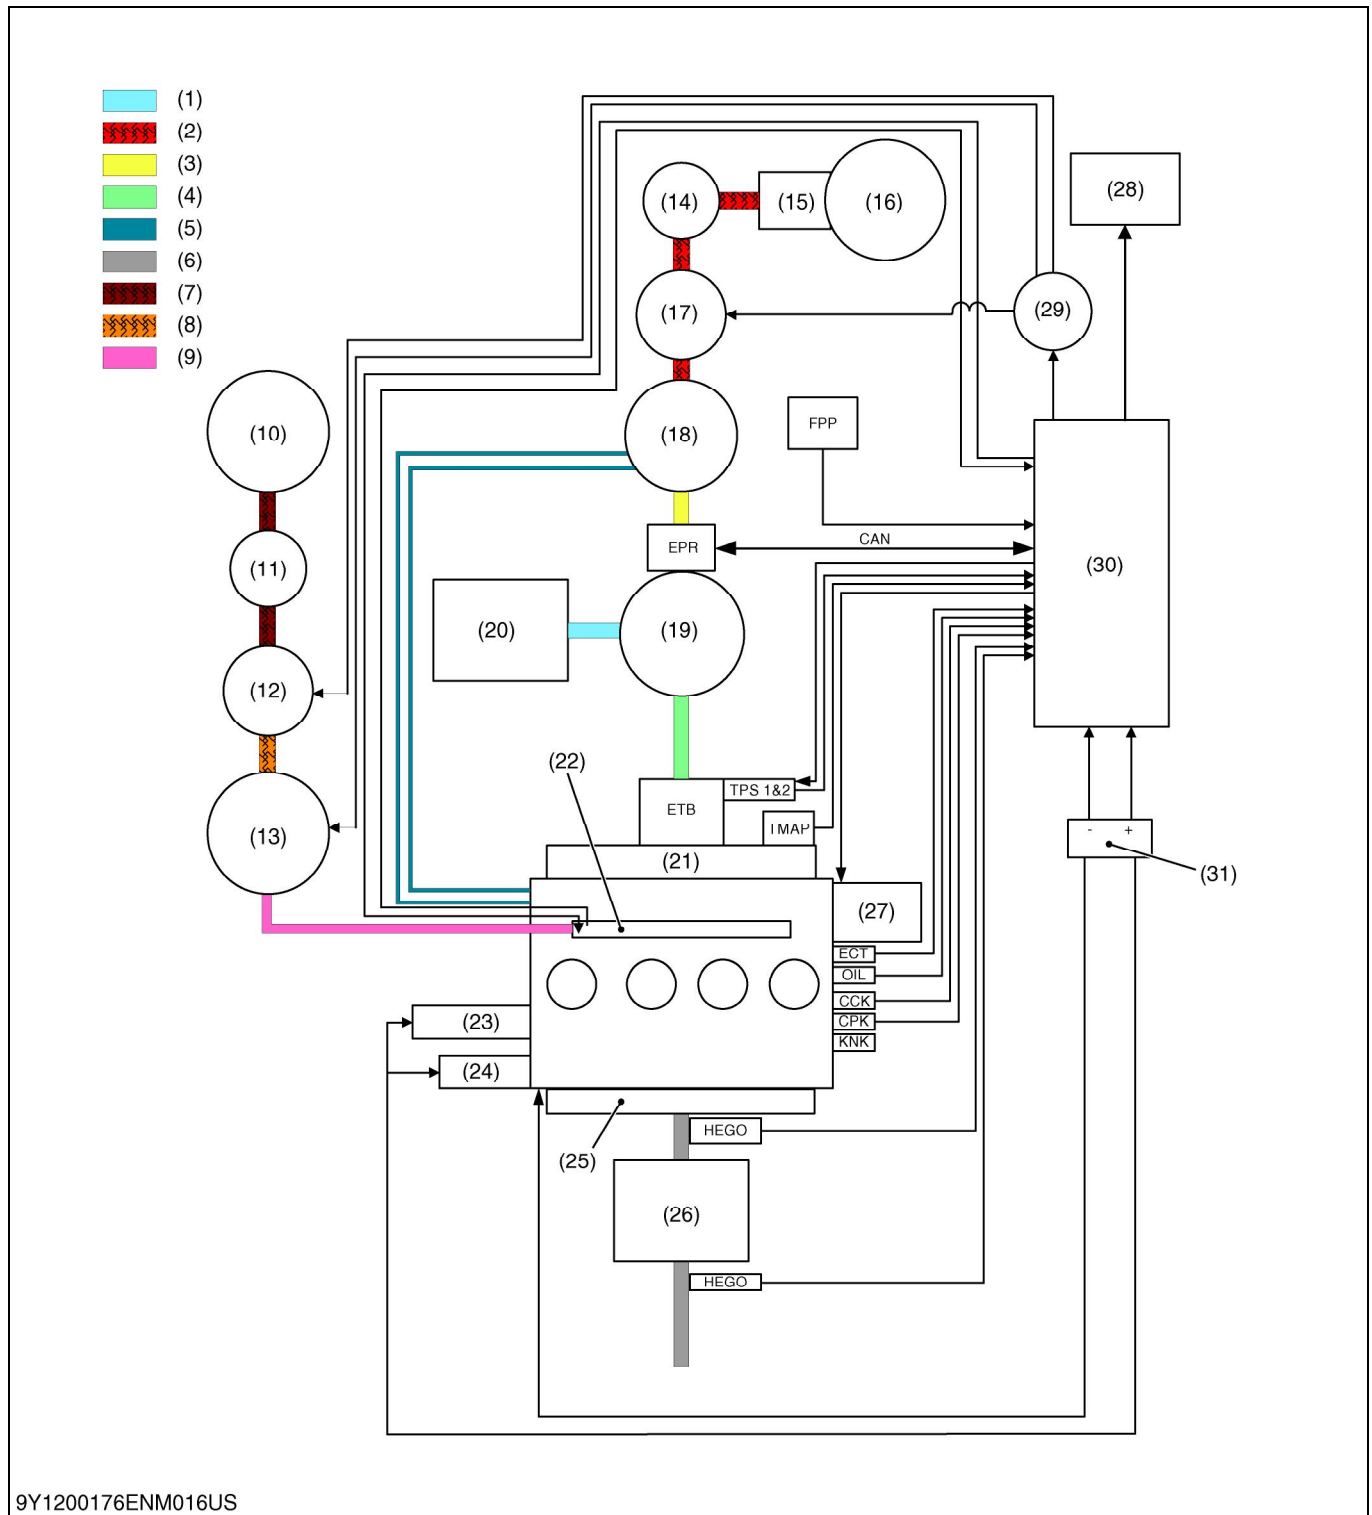 (1)
(2)
(3)
(4)
(5)
(6)
(7)
(8)
(9)
(14)
(15)
(16)
(28)
(17)
(29)
(10)
(18)
FPP
EPR
CAN
(30)
(11)
(20)
(19)
(12)
(22)
TPS 1&2
ETB
TMAP
(13)
(21)
- +
(31)
(27)
ECT
OIL
CCK
CPK
KNK
(23)
(24)
HEGO
(25)
(26)
HEGO
9Y1200176ENM016US